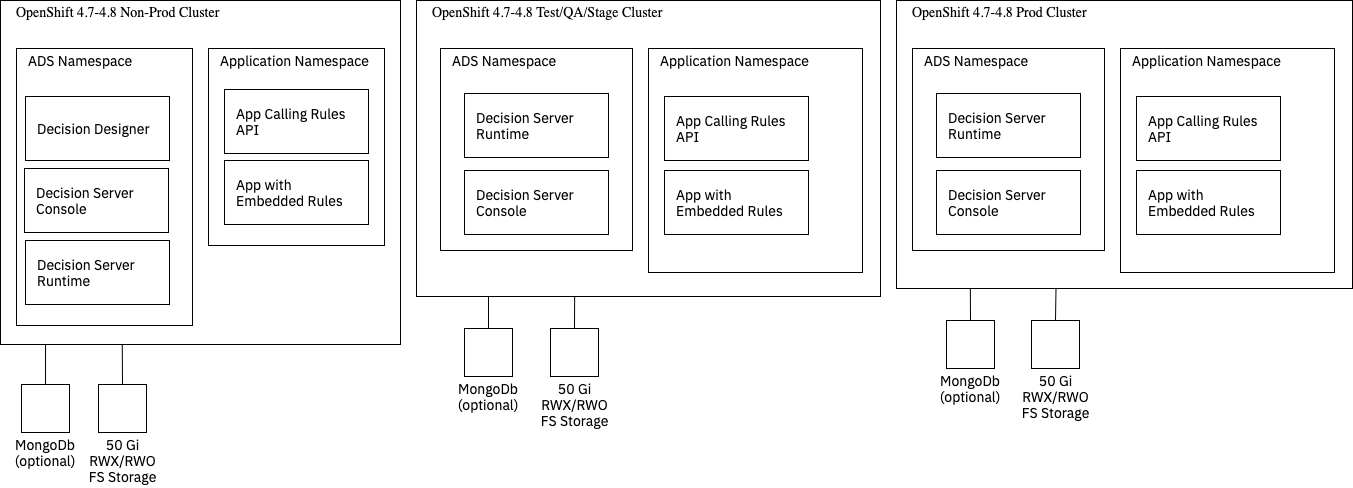 OpenShift 4.7-4.8 Non-Prod Cluster
ADS Namespace
Decision Designer
Decision Server
Console
Decision Server
Runtime
Application Namespace
App Calling Rules
API
App with
Embedded Rules
MongoDb
(optional)
50 Gi
RWX/RWO
FS Storage
OpenShift 4.7-4.8 Test/QA/Stage Cluster
ADS Namespace
Decision Server
Runtime
Decision Server
Console
Application Namespace
App Calling Rules
API
App with
Embedded Rules
MongoDb
(optional)
50 Gi
RWX/RWO
FS Storage
OpenShift 4.7-4.8 Prod Cluster
ADS Namespace
Decision Server
Runtime
Decision Server
Console
Application Namespace
App Calling Rules
API
App with
Embedded Rules
MongoDb
(optional)
50 Gi
RWX/RWO
FS Storage